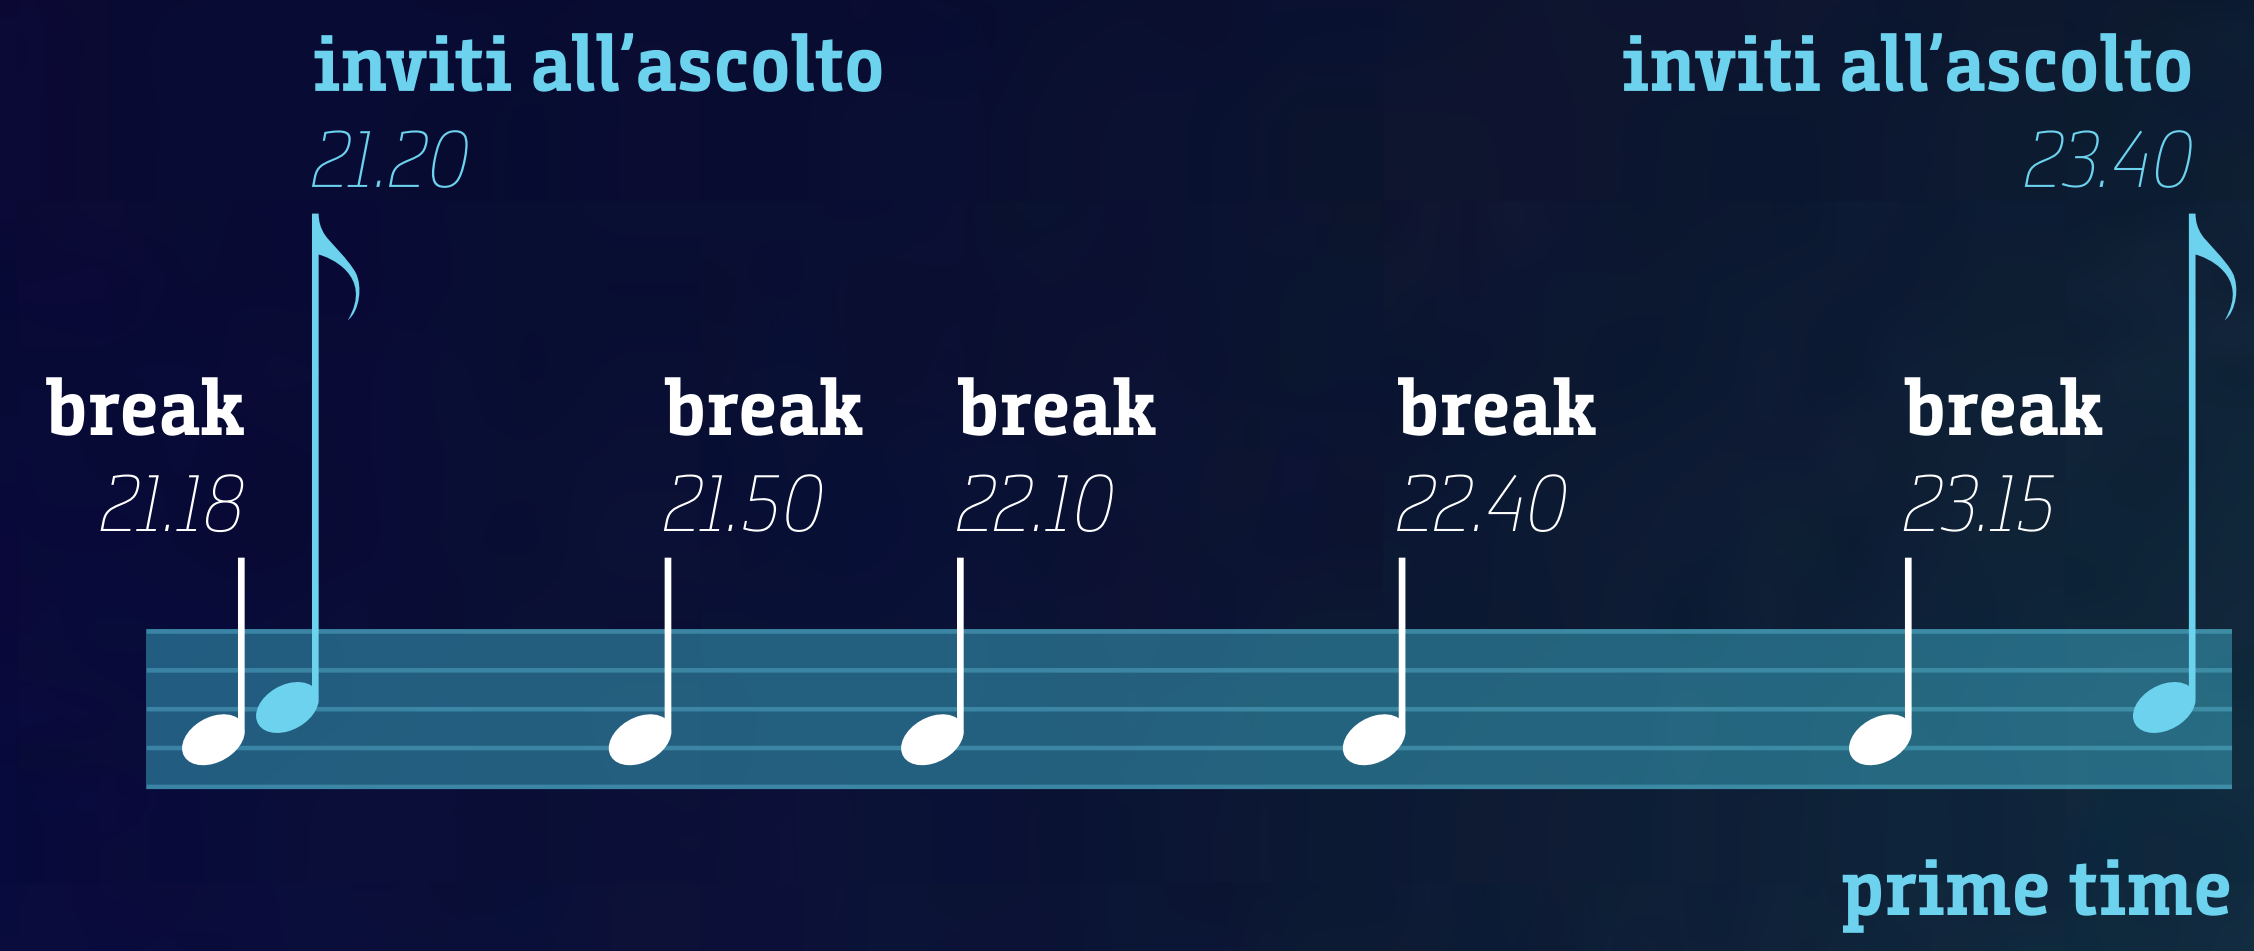 inviti all’ascolto
21.20
inviti all’ascolto
23.40
break
21.18
break
21.50
break
22.10
break
22.40
break
23.15
prime time